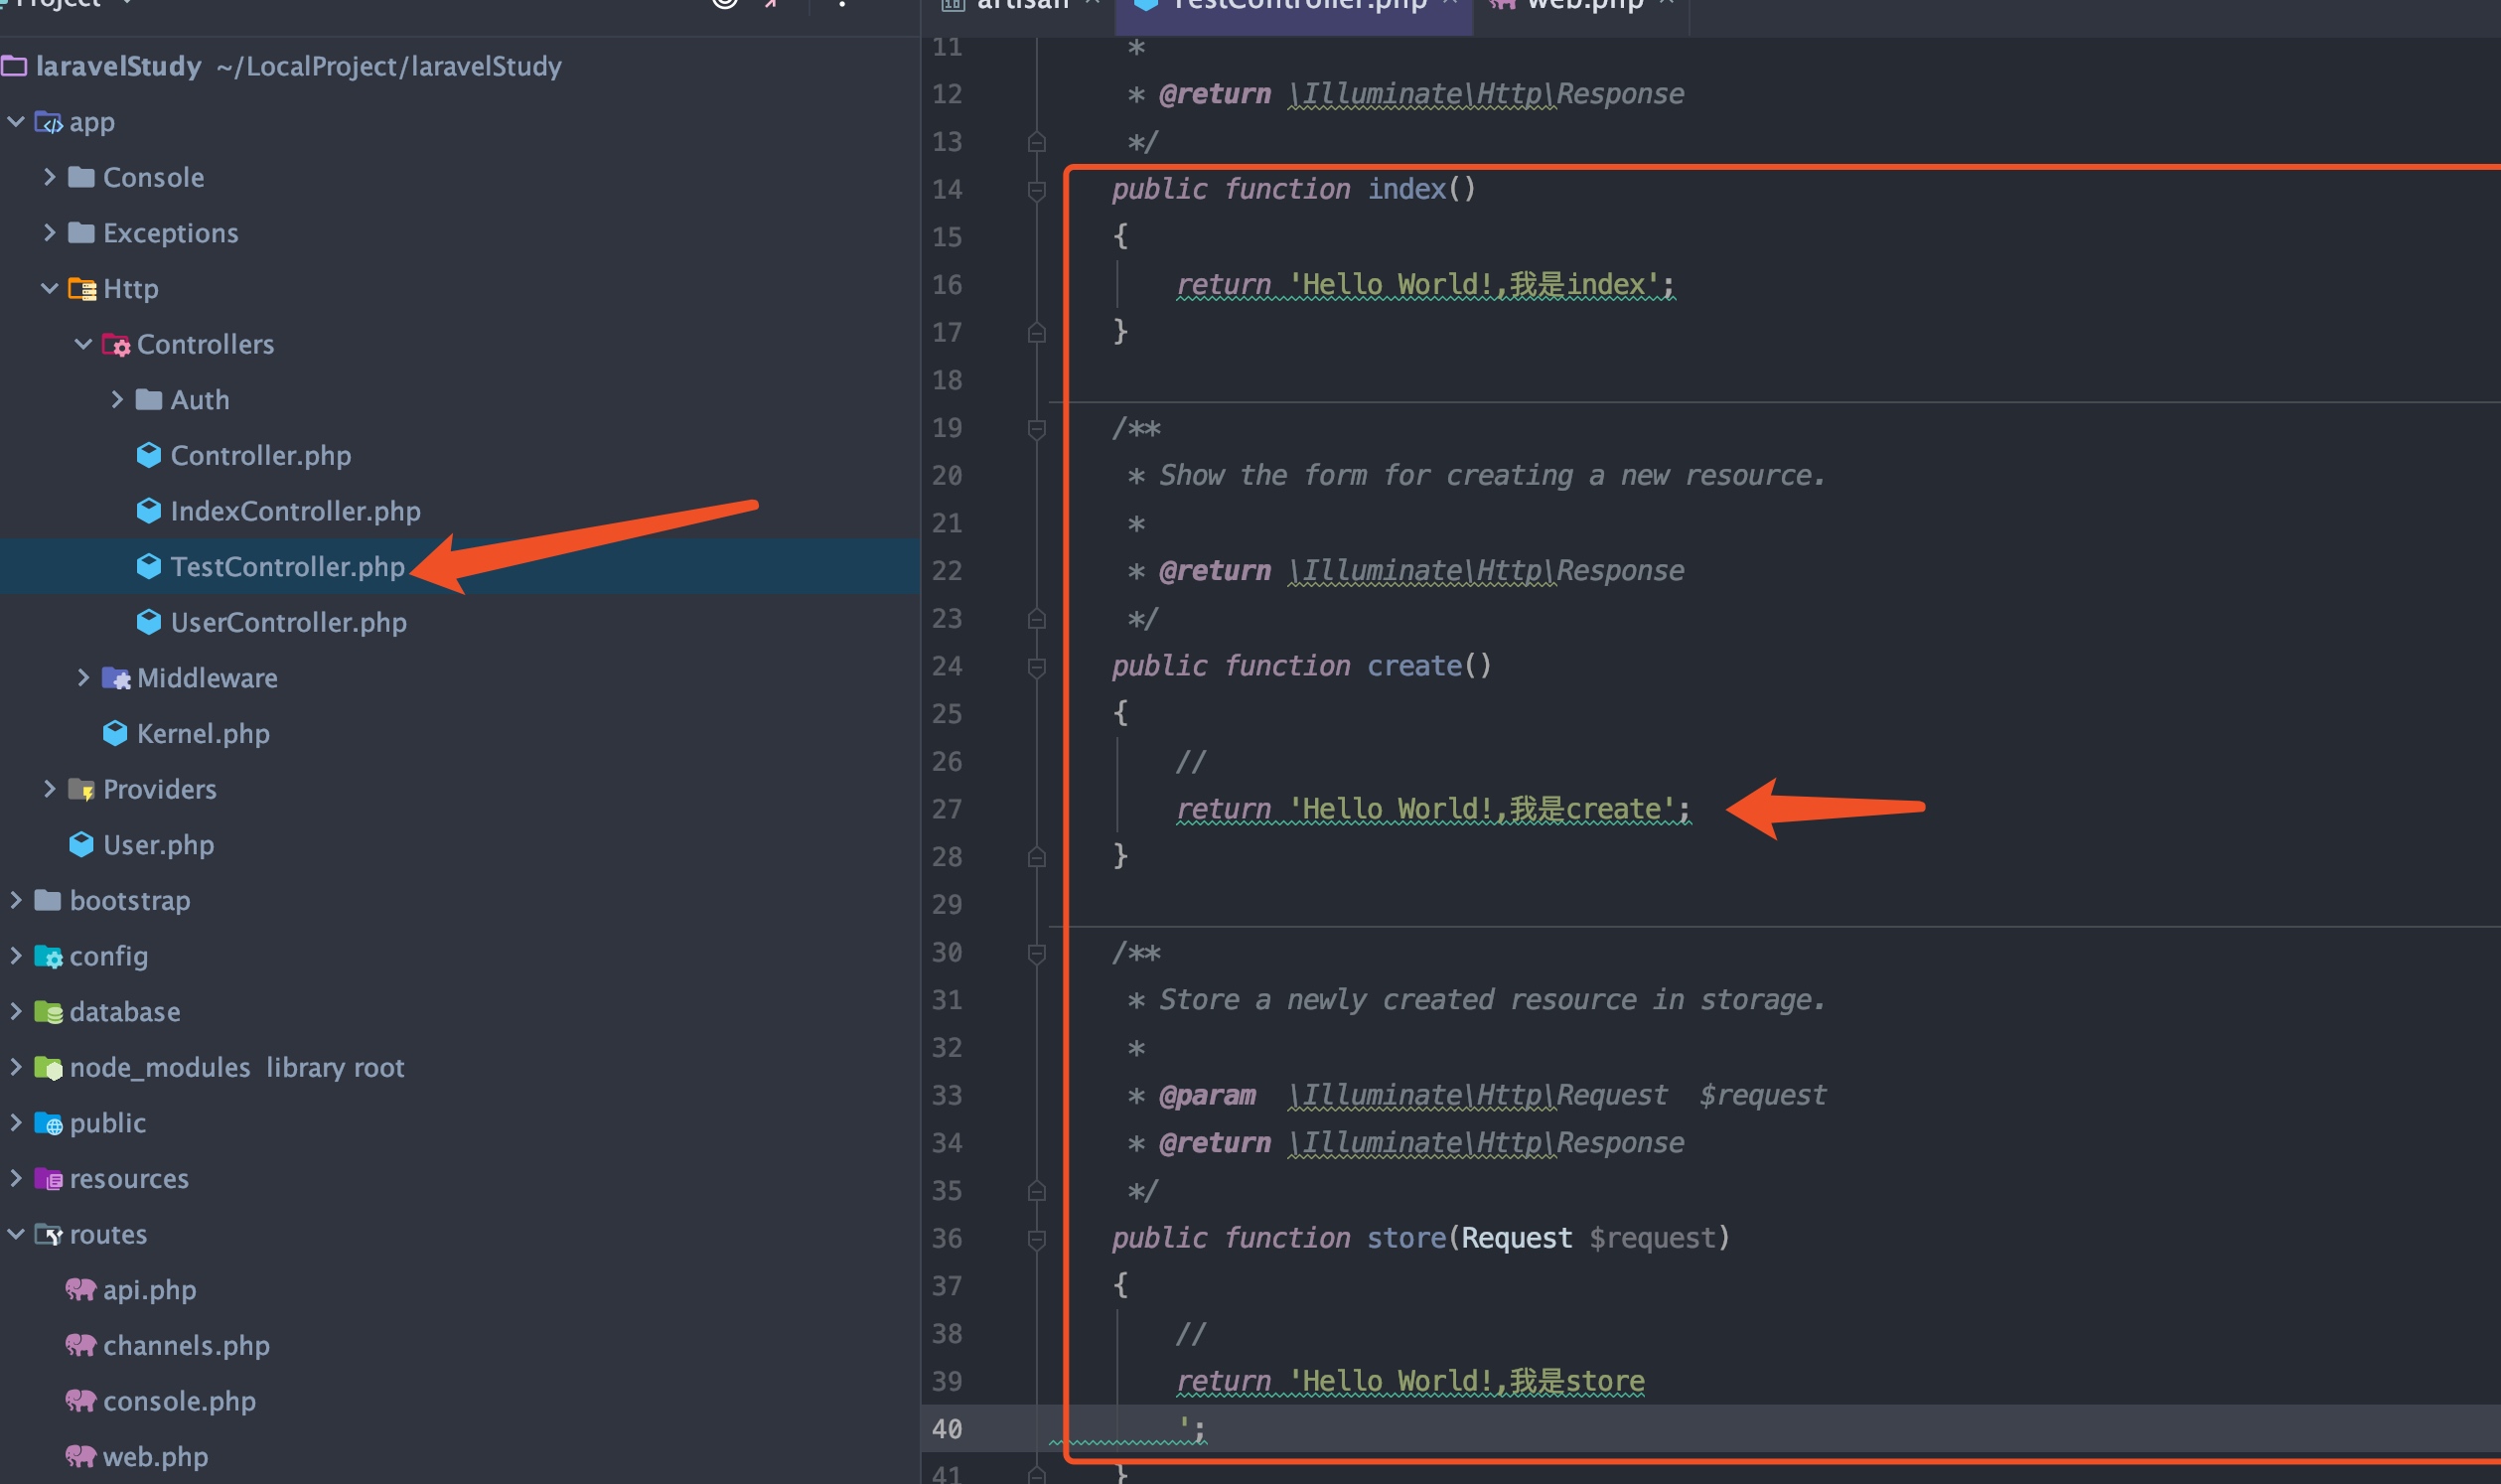 Project
laravelStudy ~/LocalProject/laravelStudy
app
Console
Exceptions
Http
Controllers
Auth
Controller.php
IndexController.php
TestController.php
UserController.php
Middleware
Kernel.php
Providers
User.php
bootstrap
config
database
node_modules library root
public
resources
routes
api.php
channels.php
console.php
web.php
artisan TestController.php web.php
11 *
12 * @return \Illuminate\Http\Response
13 */
14 public function index()
15 {
16 return 'Hello World!,我是index';
17 }
18
19 /**
20 * Show the form for creating a new resource.
21 *
22 * @return \Illuminate\Http\Response
23 */
24 public function create()
25 {
26 //
27 return 'Hello World!,我是create';
28 }
29
30 /**
31 * Store a newly created resource in storage.
32 *
33 * @param  \Illuminate\Http\Request  $request
34 * @return \Illuminate\Http\Response
35 */
36 public function store(Request $request)
37 {
38 //
39 return 'Hello World!,我是store
40 ';
41 }